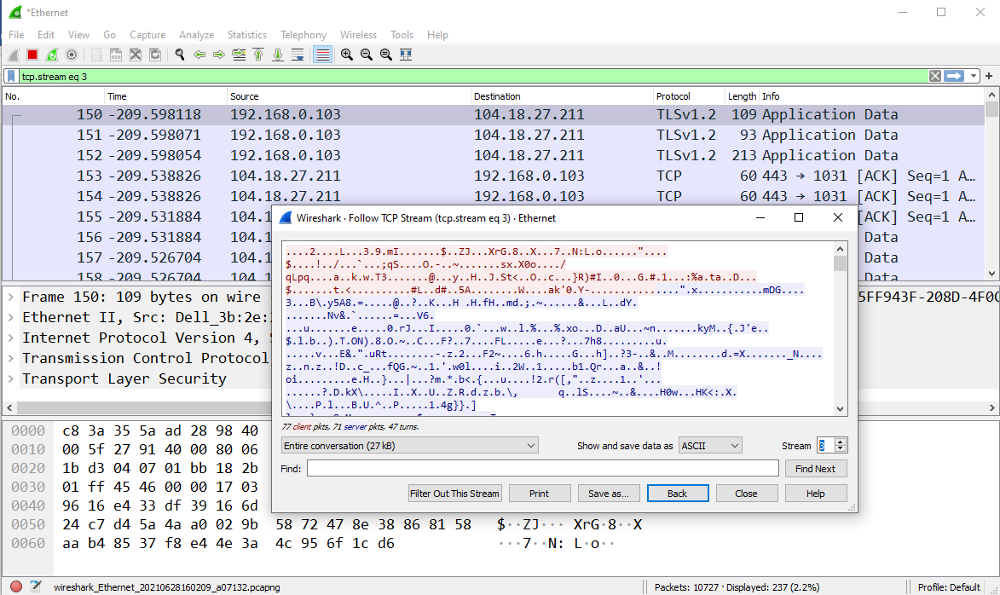 *Ethernet
File Edit View Go Capture Analyze Statistics Telephony Wireless Tools Help
tcp.stream eq 3
No. Time Source Destination Protocol Length Info
150 -209.598118 192.168.0.103 104.18.27.211 TLSv1.2 109 Application Data
151 -209.598071 192.168.0.103 104.18.27.211 TLSv1.2 93 Application Data
152 -209.598054 192.168.0.103 104.18.27.211 TLSv1.2 213 Application Data
153 -209.538826 104.18.27.211 192.168.0.103 TCP 60 443 → 1031 [ACK] Seq=1 A…
154 -209.538826 104.18.27.211 192.168.0.103 TCP 60 443 → 1031 [ACK] Seq=1 A…
155 -209.531884 104.1 [ACK] Seq=1 A…
156 -209.531884 104.1 Data
157 -209.526704 104.1 Data
158 -209.526704 104.1 Data
Wireshark · Follow TCP Stream (tcp.stream eq 3) · Ethernet
....2....L...3.9.mI.......$..ZJ...XrG.8..X...7..N:L.o......"....
$....!../...`...;qS....O.-..~.......sx.X0o..../
qLpq....a..k.w.T3.......@...y..H..J.St<..O..c...}R)#I..0...G.#.1...:%a.ta..D...
$.......t.<..........#L..d#..5A........W....ak'0.Y-...............".x...........mDG....
3...B\.y5A8.=.....@..?..K...H .H.fH..md.;.~......&...L..dY.
.......Nv&.`......=...V6.
...u.......e.....0.rJ...I.....0.`...w..l.%...%.xo...D..aU...~n.......kyM..{.J'e..
$.l.b..).T.ON).8.O.~..C...F?..7....FL.....e...?...7h8.........u.
.....v...E&.".uRt........-.z.2...F2~....6.h.....G...h]..?3-..&..M........d.=X......._N....
z..n.z..!D..c_...fQG.~..1.'.w0l....i..2W..1.....b1.Qr...a..&..!
oi.........e.H..}...|...?m.*.b<.{...u....!2.r([,"..z....1..'...
......?.D.kX\.....I..X..U..Z.R.d.z.b.\, q..lS....~..&....H0w...HK<:.X.
\....P.l...B.U.^..P.....1.4g}}.]
77 client pkts, 71 server pkts, 47 turns.
Entire conversation (27 kB) Show and save data as ASCII Stream 3
Find: Find Next
Filter Out This Stream Print Save as... Back Close Help
Frame 150: 109 bytes on wire 5FF943F-208D-4F0C
Ethernet II, Src: Dell_3b:2e:
Internet Protocol Version 4,
Transmission Control Protocol
Transport Layer Security
0000 c8 3a 35 5a ad 28 98 40
0010 00 5f 27 91 40 00 80 06
0020 1b d3 04 07 01 bb 18 2b
0030 01 ff 45 46 00 00 17 03
0040 96 16 e4 33 df 39 16 6d
0050 24 c7 d4 5a 4a a0 02 9b 58 72 47 8e 38 86 81 58 $··ZJ··· XrG·8··X
0060 aa b4 85 37 f8 e4 4e 3a 4c 95 6f 1c d6 ···7··N: L·o··
wireshark_Ethernet_20210628160209_a07132.pcapng Packets: 10727 · Displayed: 237 (2.2%) Profile: Default